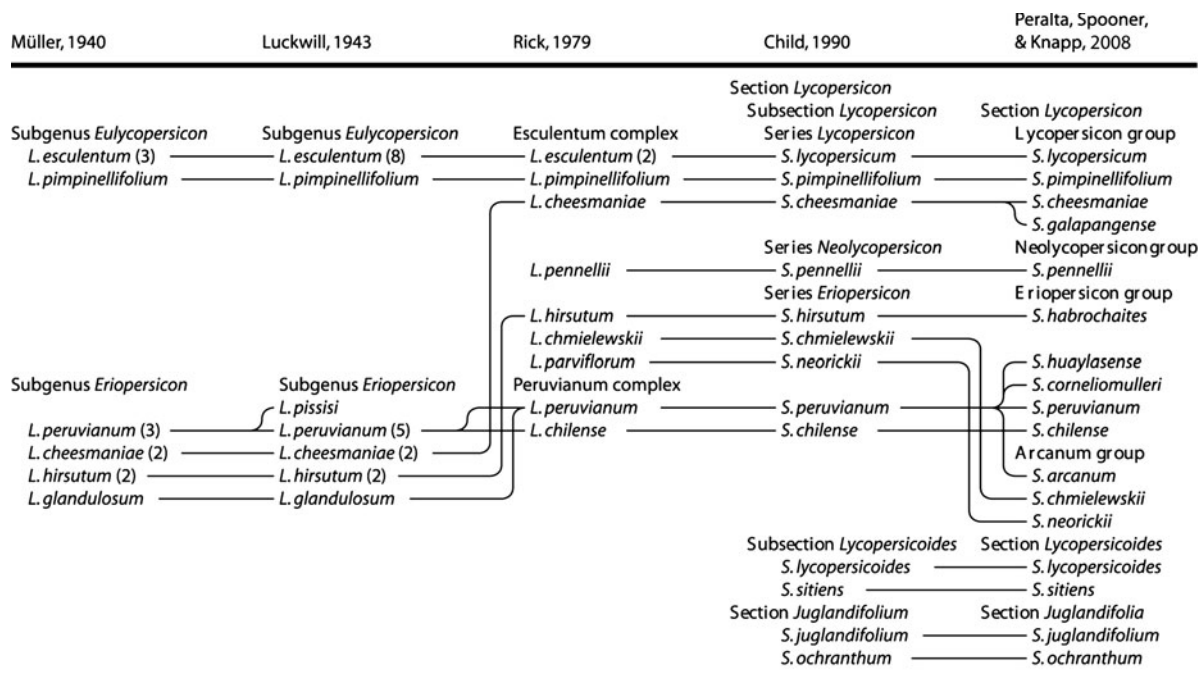 Müller, 1940 Luckwill, 1943 Rick, 1979 Child, 1990 Peralta, Spooner,
& Knapp, 2008
Section Lycopersicon
Subsection Lycopersicon Section Lycopersicon
Subgenus Eulycopersicon Subgenus Eulycopersicon Esculentum complex Series Lycopersicon Lycopersicon group
L. esculentum (3) L. esculentum (8) L. esculentum (2) S. lycopersicum S. lycopersicum
L. pimpinellifolium L. pimpinellifolium L. pimpinellifolium S. pimpinellifolium S. pimpinellifolium
L. cheesmaniae S. cheesmaniae S. cheesmaniae
S. galapangense
Series Neolycopersicon Neolycopersicon group
L. pennellii S. pennellii S. pennellii
Series Eriopersicon Eriopersicon group
L. hirsutum S. hirsutum S. habrochaites
L. chmielewskii S. chmielewskii
L. parviflorum S. neorickii S. huaylasense
Subgenus Eriopersicon Subgenus Eriopersicon Peruvianum complex S. corneliomulleri
L. pissisi L. peruvianum S. peruvianum S. peruvianum
L. peruvianum (3) L. peruvianum (5) L. chilense S. chilense S. chilense
L. cheesmaniae (2) L. cheesmaniae (2) Arcanum group
L. hirsutum (2) L. hirsutum (2) S. arcanum
L. glandulosum L. glandulosum S. chmielewskii
S. neorickii
Subsection Lycopersicoides Section Lycopersicoides
S. lycopersicoides S. lycopersicoides
S. sitiens S. sitiens
Section Juglandifolium Section Juglandifolia
S. juglandifolium S. juglandifolium
S. ochranthum S. ochranthum